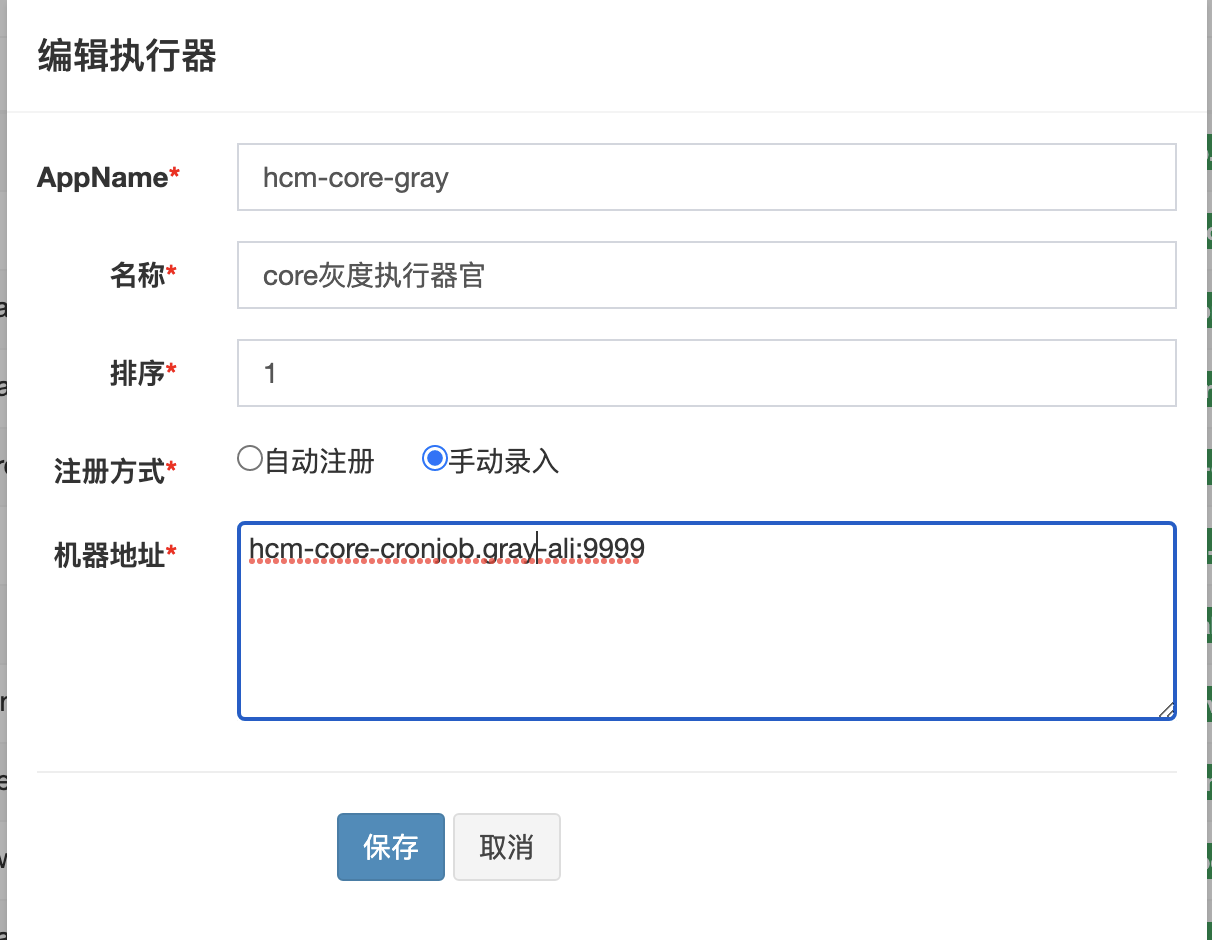 编辑执行器
AppName*
hcm-core-gray
名称*
core灰度执行器官
排序*
1
注册方式*
自动注册 手动录入
机器地址*
hcm-core-cronjob.gray-ali:9999
保存 取消